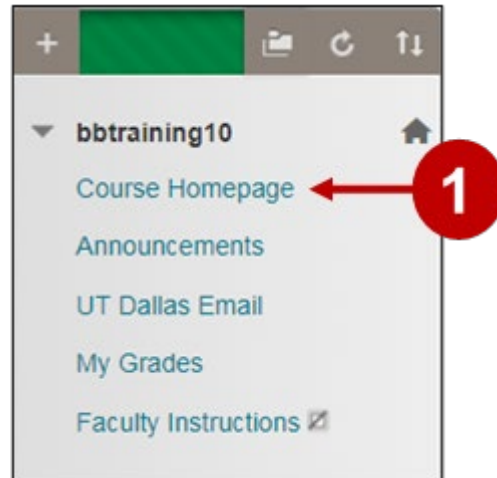 bbtraining10
Course Homepage
1
Announcements
UT Dallas Email
My Grades
Faculty Instructions